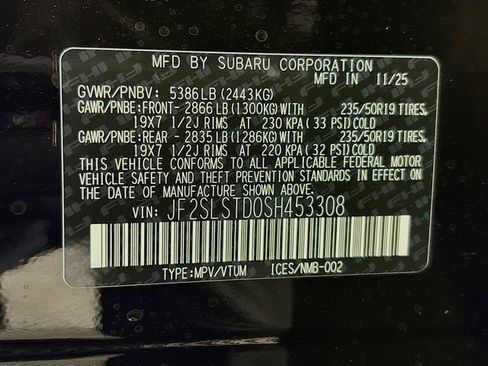 MFD BY SUBARU CORPORATION
GVWR/PNBV: 5386LB (2443KG) IN/EN 11/25
GAWR/PNBE:FRONT- 2866LB(1300KG)WITH 235/50R19 TIRES,
19X7 1/2J RIMS AT 230 KPA (33 PSI)COLD
GAWR/PNBE:REAR - 2835LB(1286KG)WITH 235/50R19 TIRES,
19X7 1/2J RIMS AT 220 KPA (32 PSI)COLD
THIS VEHICLE CONFORMS TO ALL APPLICABLE FEDERAL MOTOR
VEHICLE SAFETY AND THEFT PREVENTION STANDARDS IN EFFECT
ON THE DATE OF MANUFACTURE SHOWN ABOVE.
VIN: JF2SLSTD0SH453308
TYPE:MPV/VTUM ICES/NMB-002